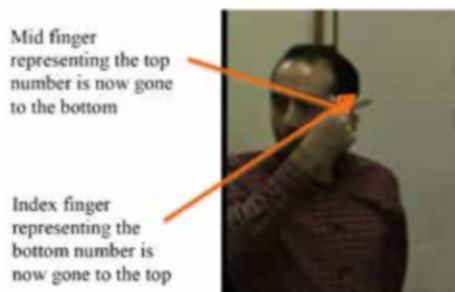 Mid finger
representing the top
number is now gone
to the bottom
Index finger
representing the
bottom number is
now gone to the top